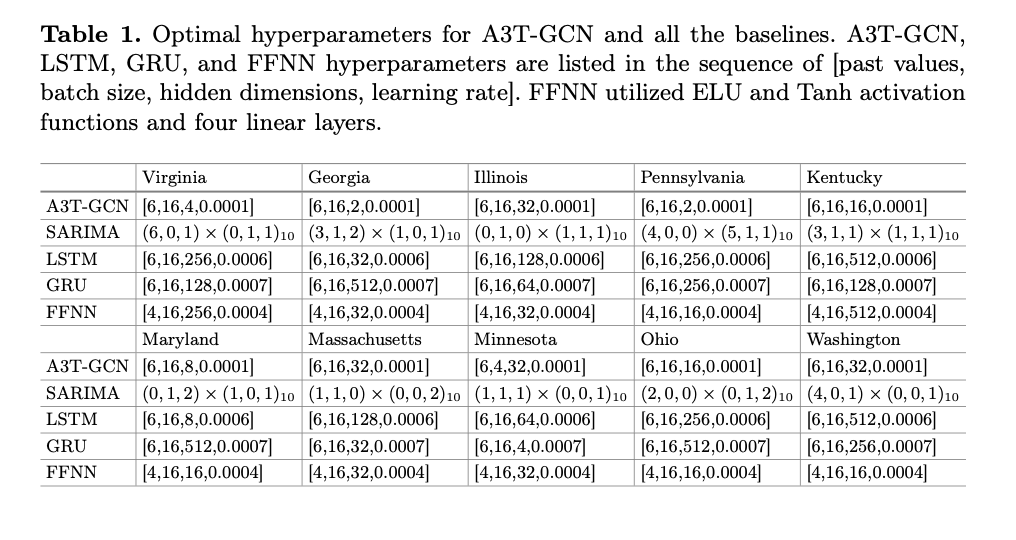 Table 1. Optimal hyperparameters for A3T-GCN and all the baselines. A3T-GCN,
LSTM, GRU, and FFNN hyperparameters are listed in the sequence of [past values,
batch size, hidden dimensions, learning rate]. FFNN utilized ELU and Tanh activation
functions and four linear layers.
Virginia Georgia Illinois Pennsylvania Kentucky
A3T-GCN [6,16,4,0.0001] [6,16,2,0.0001] [6,16,32,0.0001] [6,16,2,0.0001] [6,16,16,0.0001]
SARIMA (6,0,1) × (0,1,1)10 (3,1,2) × (1,0,1)10 (0,1,0) × (1,1,1)10 (4,0,0) × (5,1,1)10 (3,1,1) × (1,1,1)10
LSTM [6,16,256,0.0006] [6,16,32,0.0006] [6,16,128,0.0006] [6,16,256,0.0006] [6,16,512,0.0006]
GRU [6,16,128,0.0007] [6,16,512,0.0007] [6,16,64,0.0007] [6,16,256,0.0007] [6,16,128,0.0007]
FFNN [4,16,256,0.0004] [4,16,32,0.0004] [4,16,32,0.0004] [4,16,16,0.0004] [4,16,512,0.0004]
Maryland Massachusetts Minnesota Ohio Washington
A3T-GCN [6,16,8,0.0001] [6,16,32,0.0001] [6,4,32,0.0001] [6,16,16,0.0001] [6,16,32,0.0001]
SARIMA (0,1,2) × (1,0,1)10 (1,1,0) × (0,0,2)10 (1,1,1) × (0,0,1)10 (2,0,0) × (0,1,2)10 (4,0,1) × (0,0,1)10
LSTM [6,16,8,0.0006] [6,16,128,0.0006] [6,16,64,0.0006] [6,16,256,0.0006] [6,16,512,0.0006]
GRU [6,16,512,0.0007] [6,16,32,0.0007] [6,16,4,0.0007] [6,16,512,0.0007] [6,16,256,0.0007]
FFNN [4,16,16,0.0004] [4,16,32,0.0004] [4,16,32,0.0004] [4,16,16,0.0004] [4,16,16,0.0004]